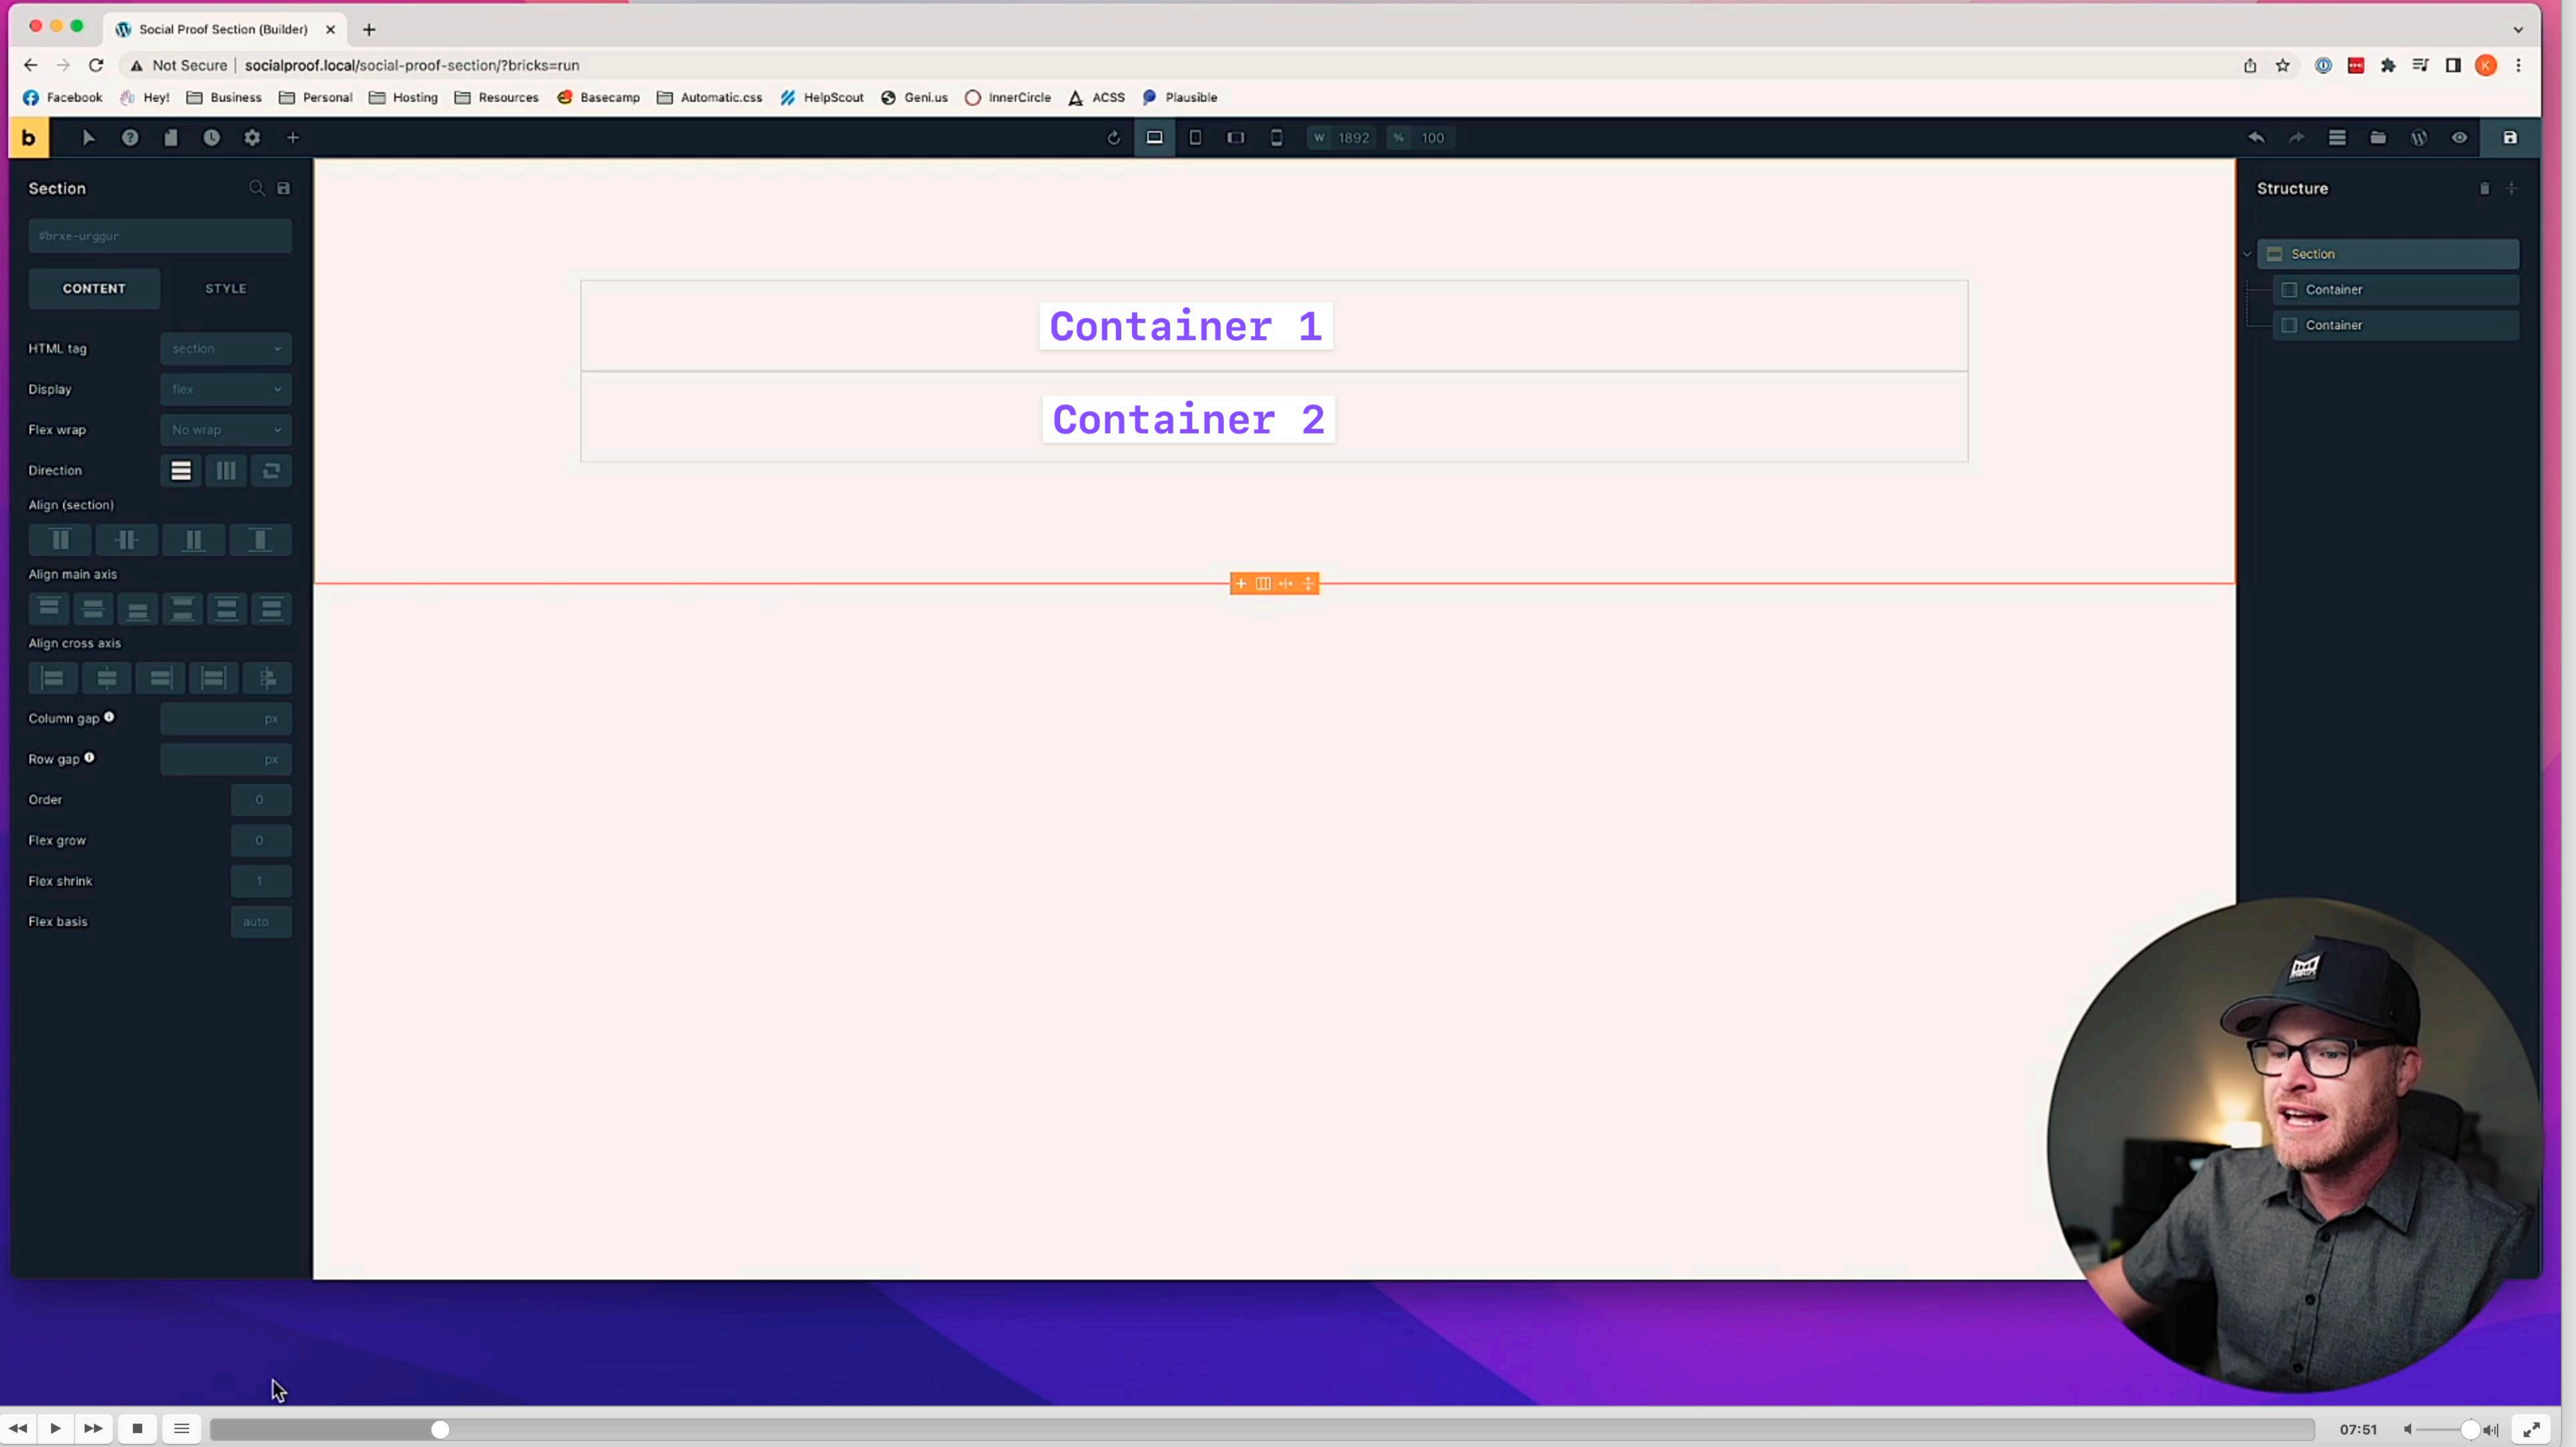 Social Proof Section (Builder)
Not Secure | socialproof.local/social-proof-section/?bricks=run
Facebook Hey! Business Personal Hosting Resources Basecamp Automatic.css HelpScout Geni.us InnerCircle ACSS Plausible
b W 1892 % 100
Section
#brxe-urggur
CONTENT STYLE
HTML tag section
Display flex
Flex wrap No wrap
Direction
Align (section)
Align main axis
Align cross axis
Column gap px
Row gap px
Order 0
Flex grow 0
Flex shrink 1
Flex basis auto
Container 1
Container 2
Structure
Section
Container
Container
K
07:51